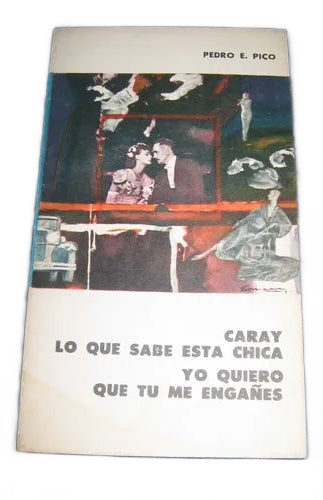 PEDRO E. PICO
CARAY
LO QUE SABE ESTA CHICA
YO QUIERO
QUE TU ME ENGAÑES